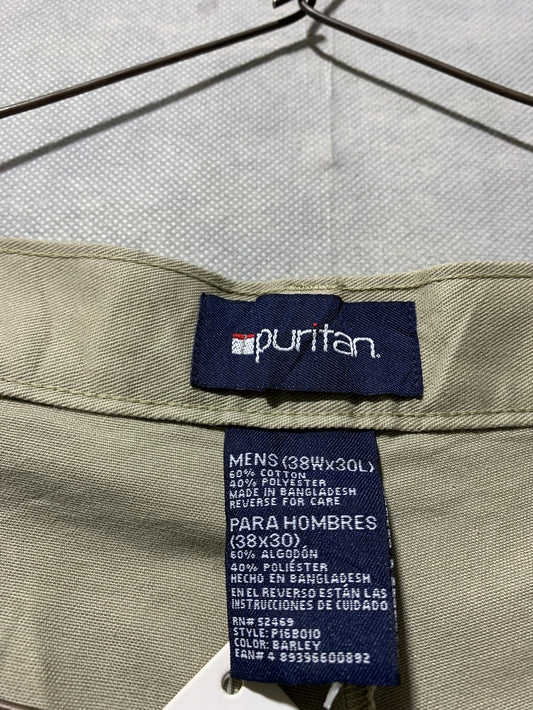 puritan.
MENS (38Wx30L)
60% COTTON
40% POLYESTER
MADE IN BANGLADESH
REVERSE FOR CARE
PARA HOMBRES
(38x30)
60% ALGODÓN
40% POLIÉSTER
HECHO EN BANGLADESH
EN EL REVERSO ESTÁN LAS
INSTRUCCIONES DE CUIDADO
RN# 52469
STYLE: P16B010
COLOR: BARLEY
EAN# 4 89396600892